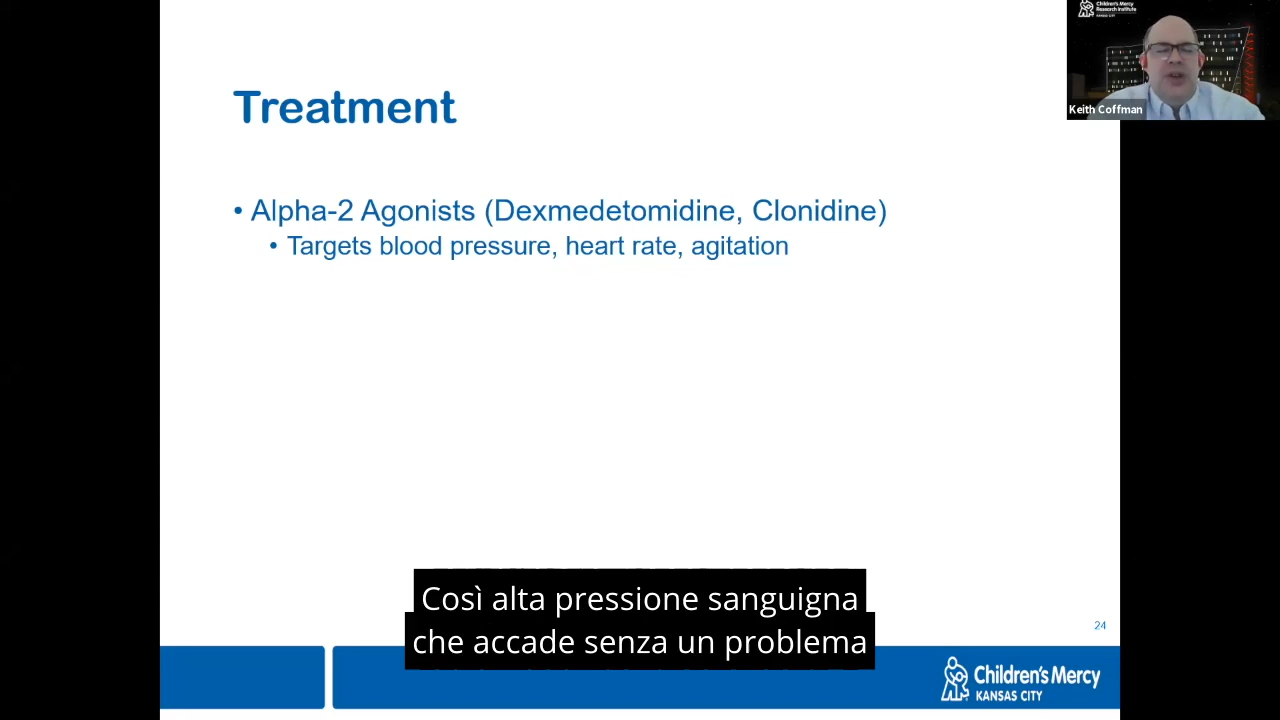 Children's Mercy
Research Institute
KANSAS CITY
Keith Coffman
Treatment
• Alpha-2 Agonists (Dexmedetomidine, Clonidine)
• Targets blood pressure, heart rate, agitation
Così alta pressione sanguigna
che accade senza un problema
24
Children's Mercy
KANSAS CITY